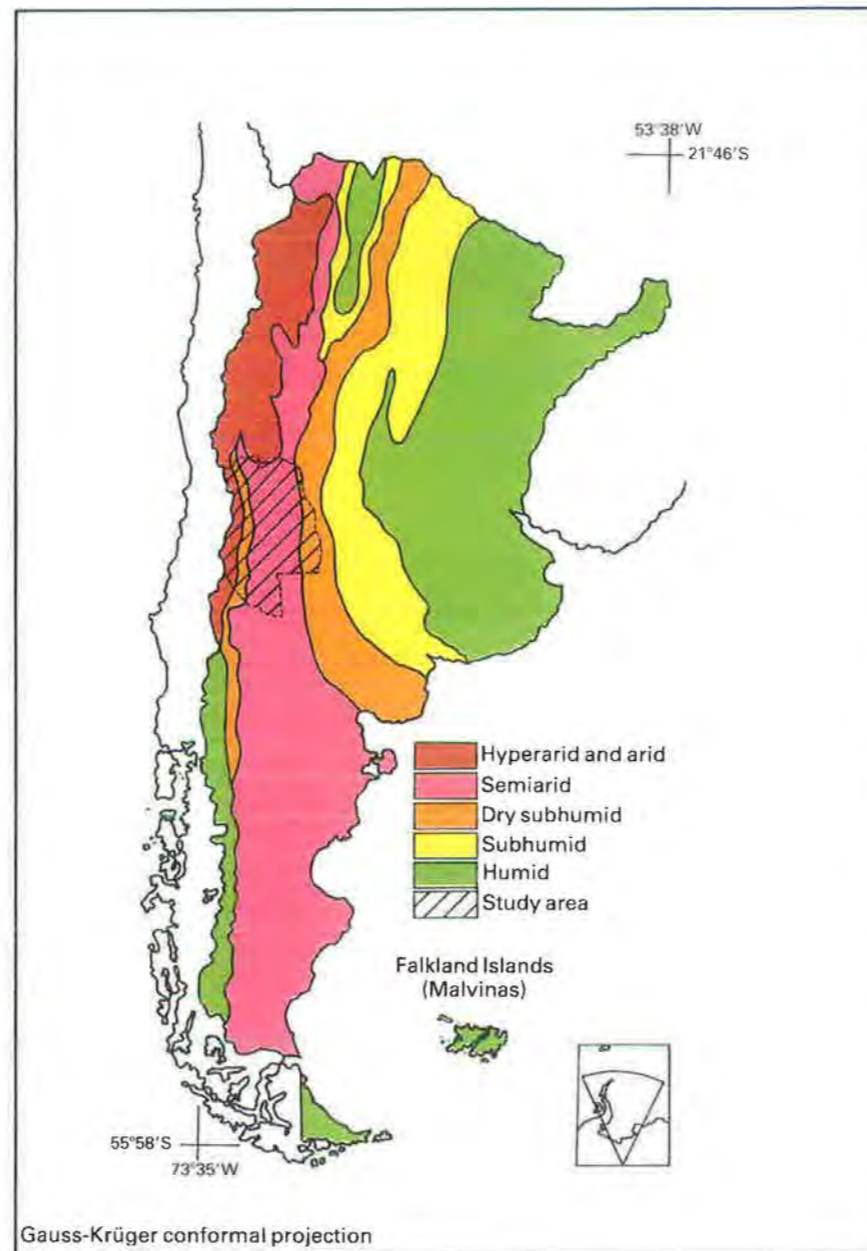 53°38'W
21°46'S
Hyperarid and arid
Semiarid
Dry subhumid
Subhumid
Humid
Study area
Falkland Islands
(Malvinas)
55°58'S
73°35'W
Gauss-Krüger conformal projection